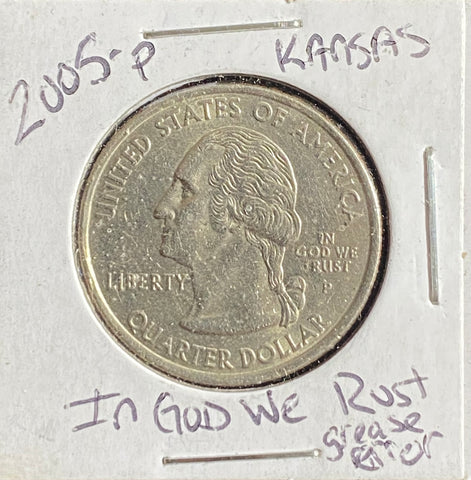 2005-P KANSAS
UNITED STATES OF AMERICA
IN
GOD WE
TRUST
LIBERTY
P
QUARTER DOLLAR
In GOD WE Rust
grease
error